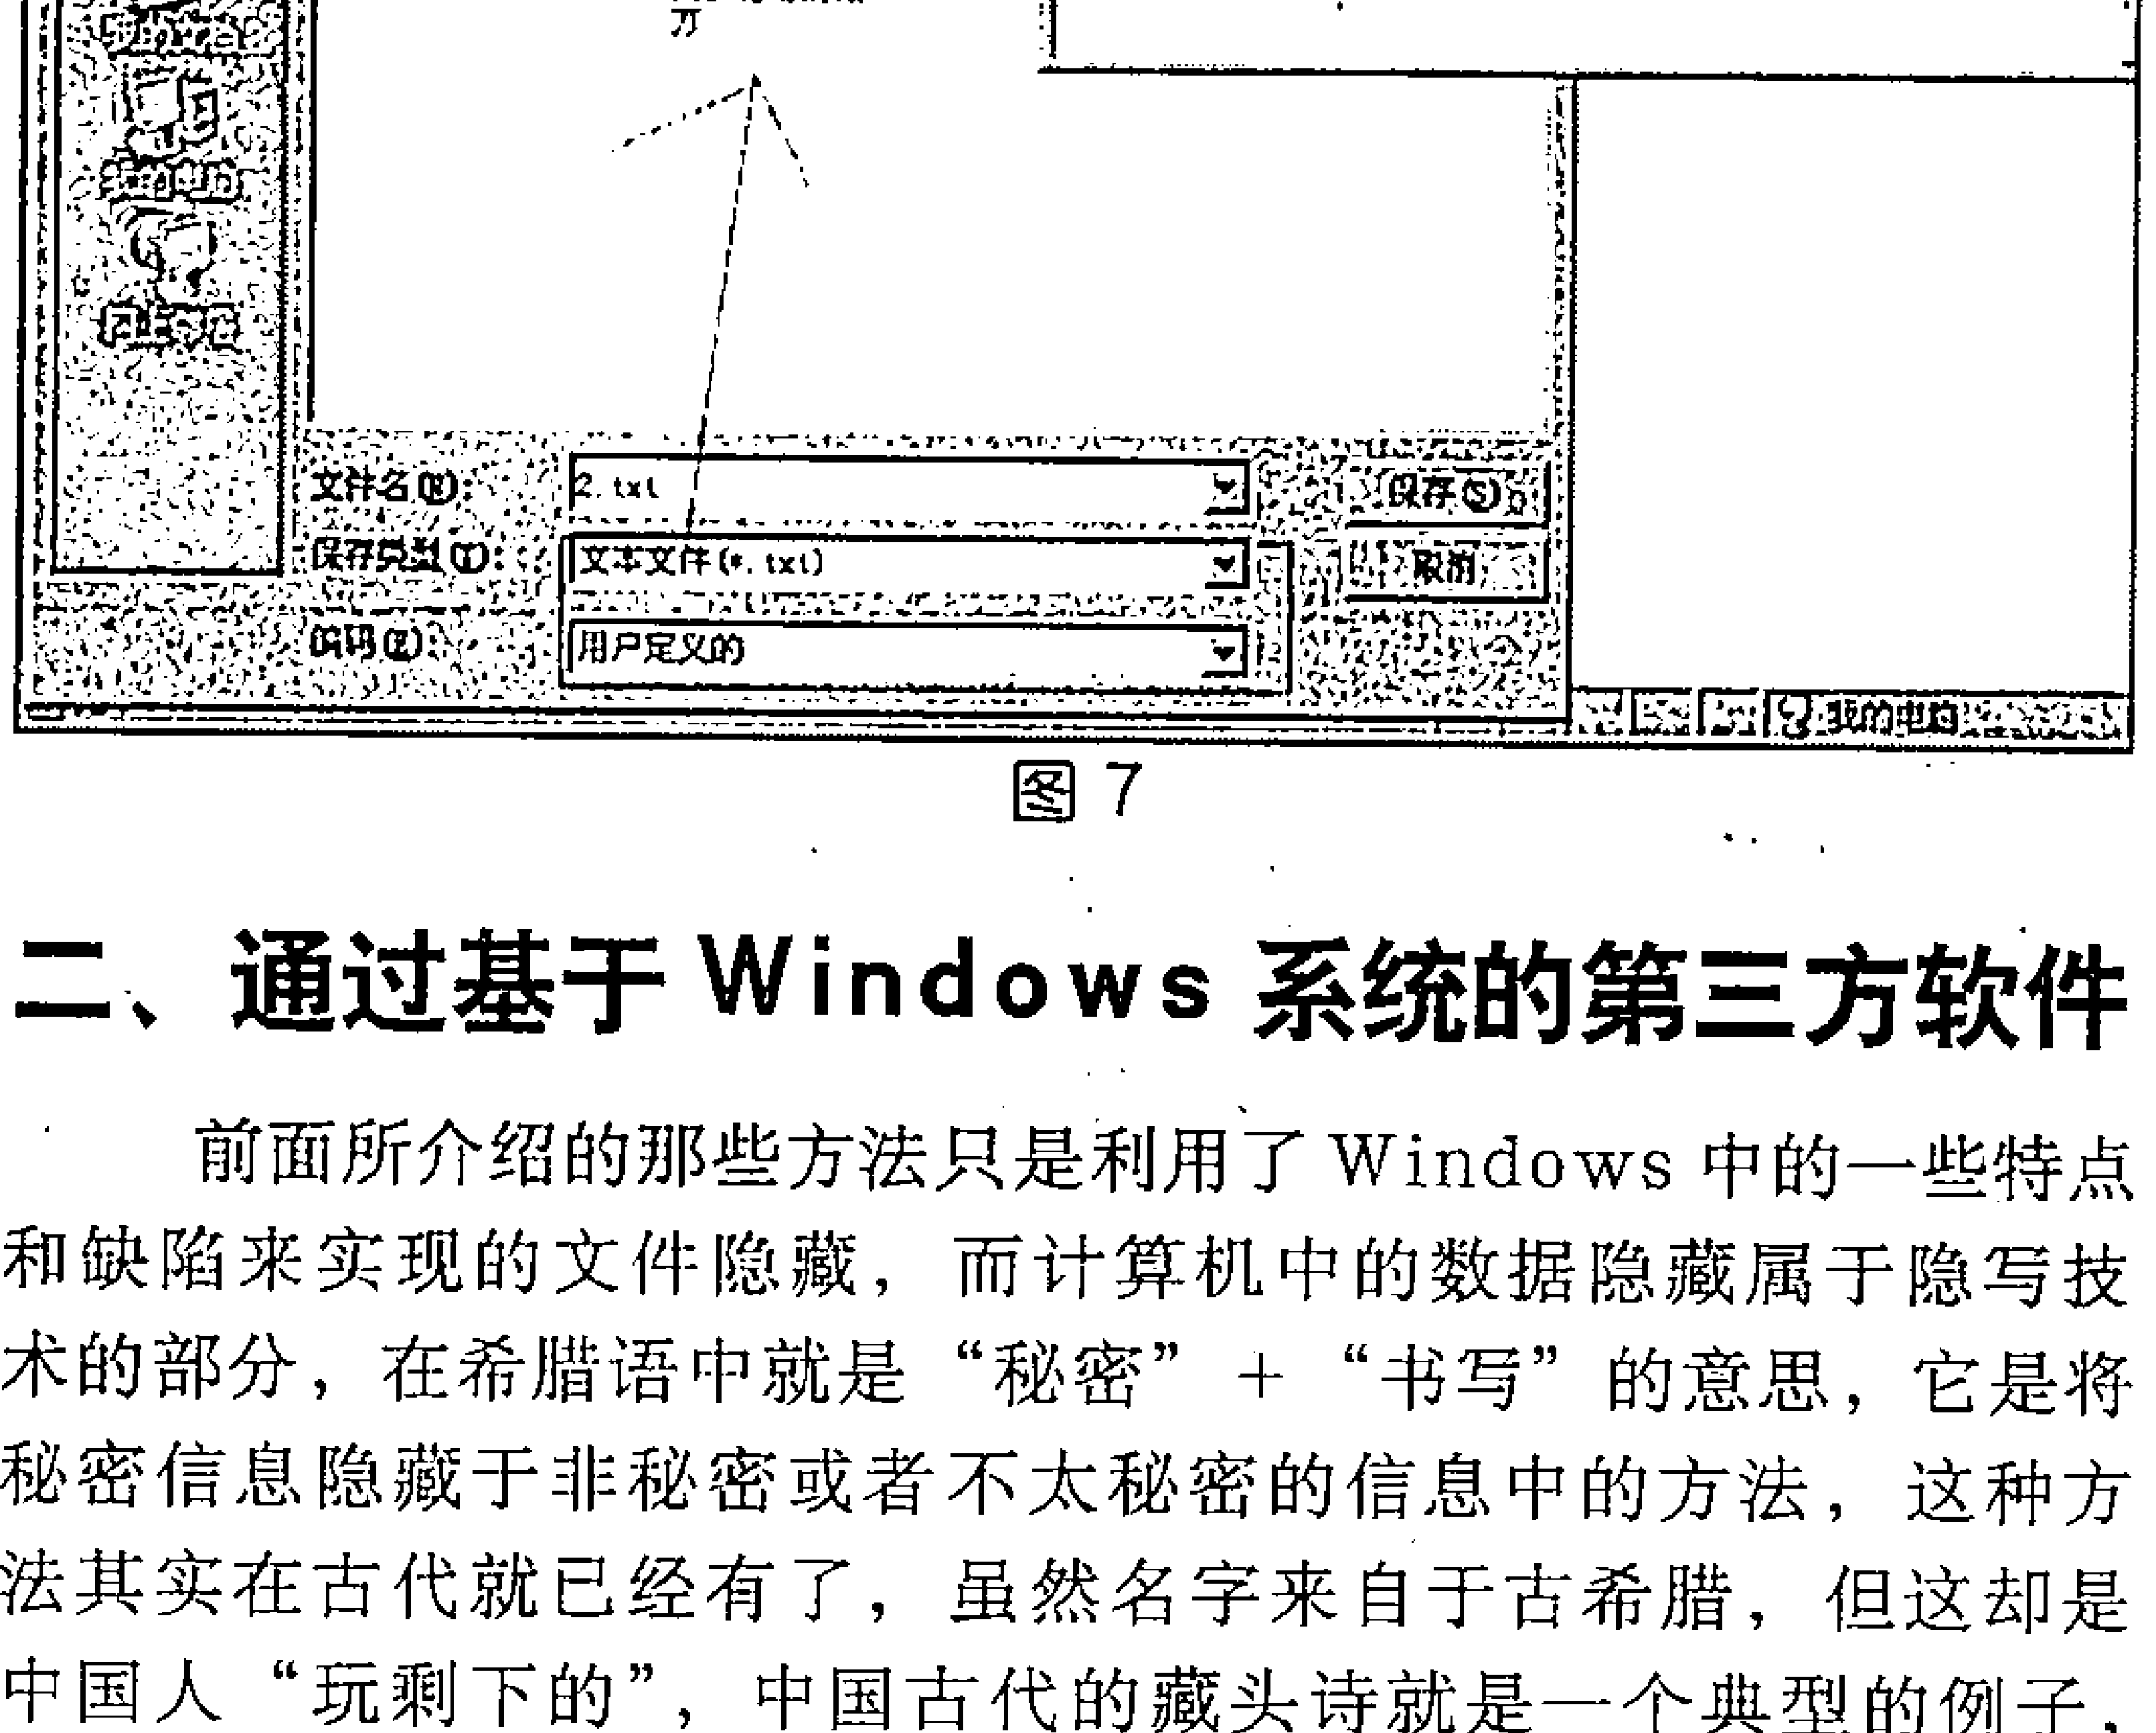 方
文件名(N):
2.txt
保存(S)
保存类型(T):
文本文件(*.txt)
取消
编码(E):
用户定义的
我的电脑
图 7
二、通过基于 Windows 系统的第三方软件
前面所介绍的那些方法只是利用了 Windows 中的一些特点
和缺陷来实现的文件隐藏，而计算机中的数据隐藏属于隐写技
术的部分，在希腊语中就是“秘密”+“书写”的意思，它是将
秘密信息隐藏于非秘密或者不太秘密的信息中的方法，这种方
法其实在古代就已经有了，虽然名字来自于古希腊，但这却是
中国人“玩剩下的”，中国古代的藏头诗就是一个典型的例子，